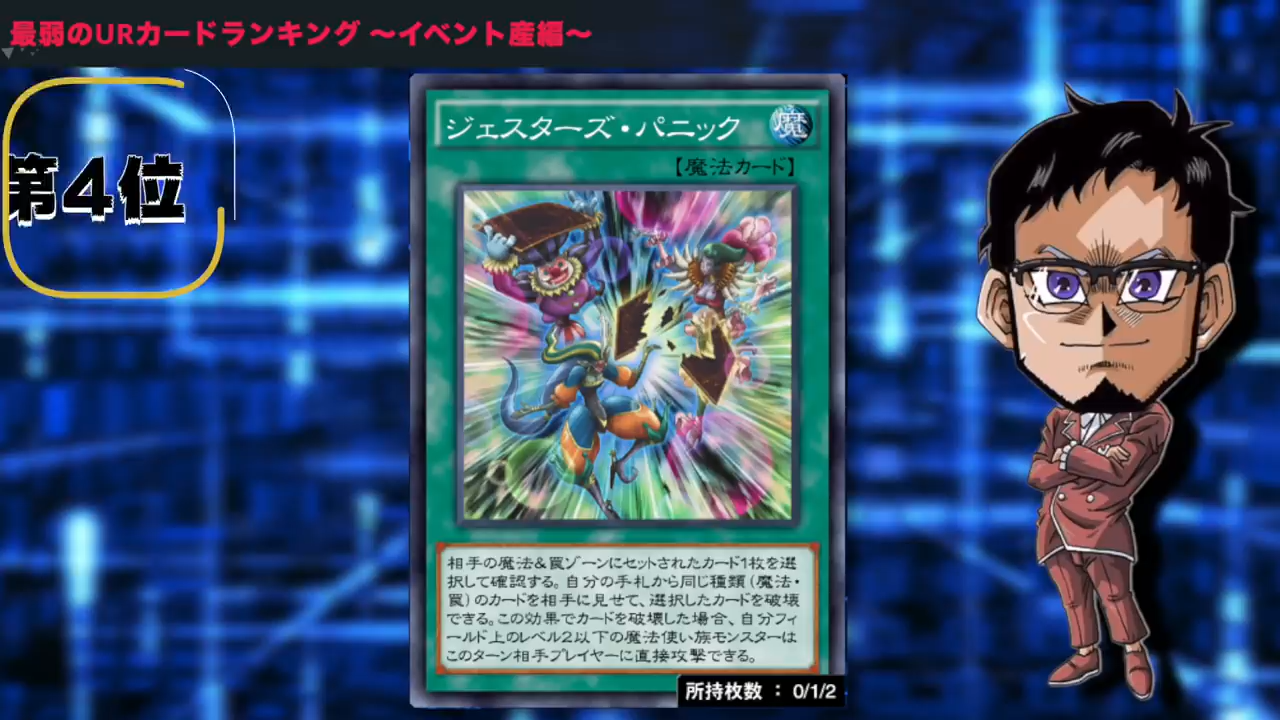 最弱のURカードランキング ～イベント産編～
第4位
ジェスターズ・パニック
魔
【魔法カード】
相手の魔法&罠ゾーンにセットされたカード1枚を選
択して確認する。自分の手札から同じ種類(魔法・
罠)のカードを相手に見せて、選択したカードを破壊
できる。この効果でカードを破壊した場合、自分フィ
ールド上のレベル2以下の魔法使い族モンスターは
このターン相手プレイヤーに直接攻撃できる。
所持枚数 : 0/1/2